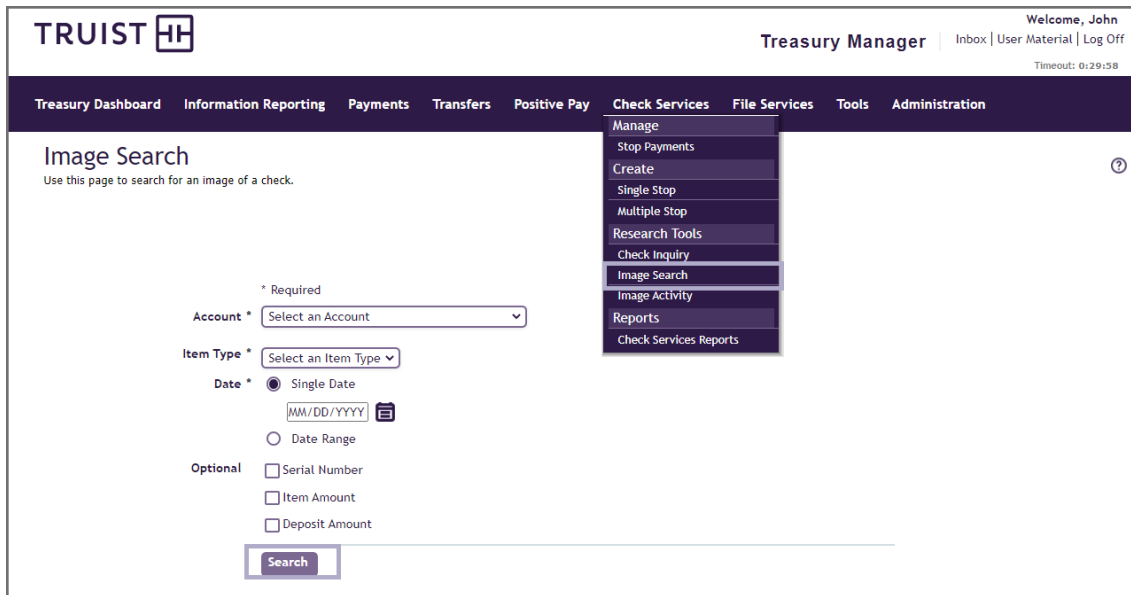 TRUIST
Welcome, John
Treasury Manager
Inbox | User Material | Log Off
Timeout: 0:29:58
Treasury Dashboard Information Reporting Payments Transfers Positive Pay Check Services File Services Tools Administration
Manage
Stop Payments
Create
Single Stop
Multiple Stop
Research Tools
Check Inquiry
Image Search
Image Activity
Reports
Check Services Reports
Image Search
Use this page to search for an image of a check.
?
* Required
Account * Select an Account
Item Type * Select an Item Type
Date * Single Date
MM/DD/YYYY
Date Range
Optional Serial Number
Item Amount
Deposit Amount
Search